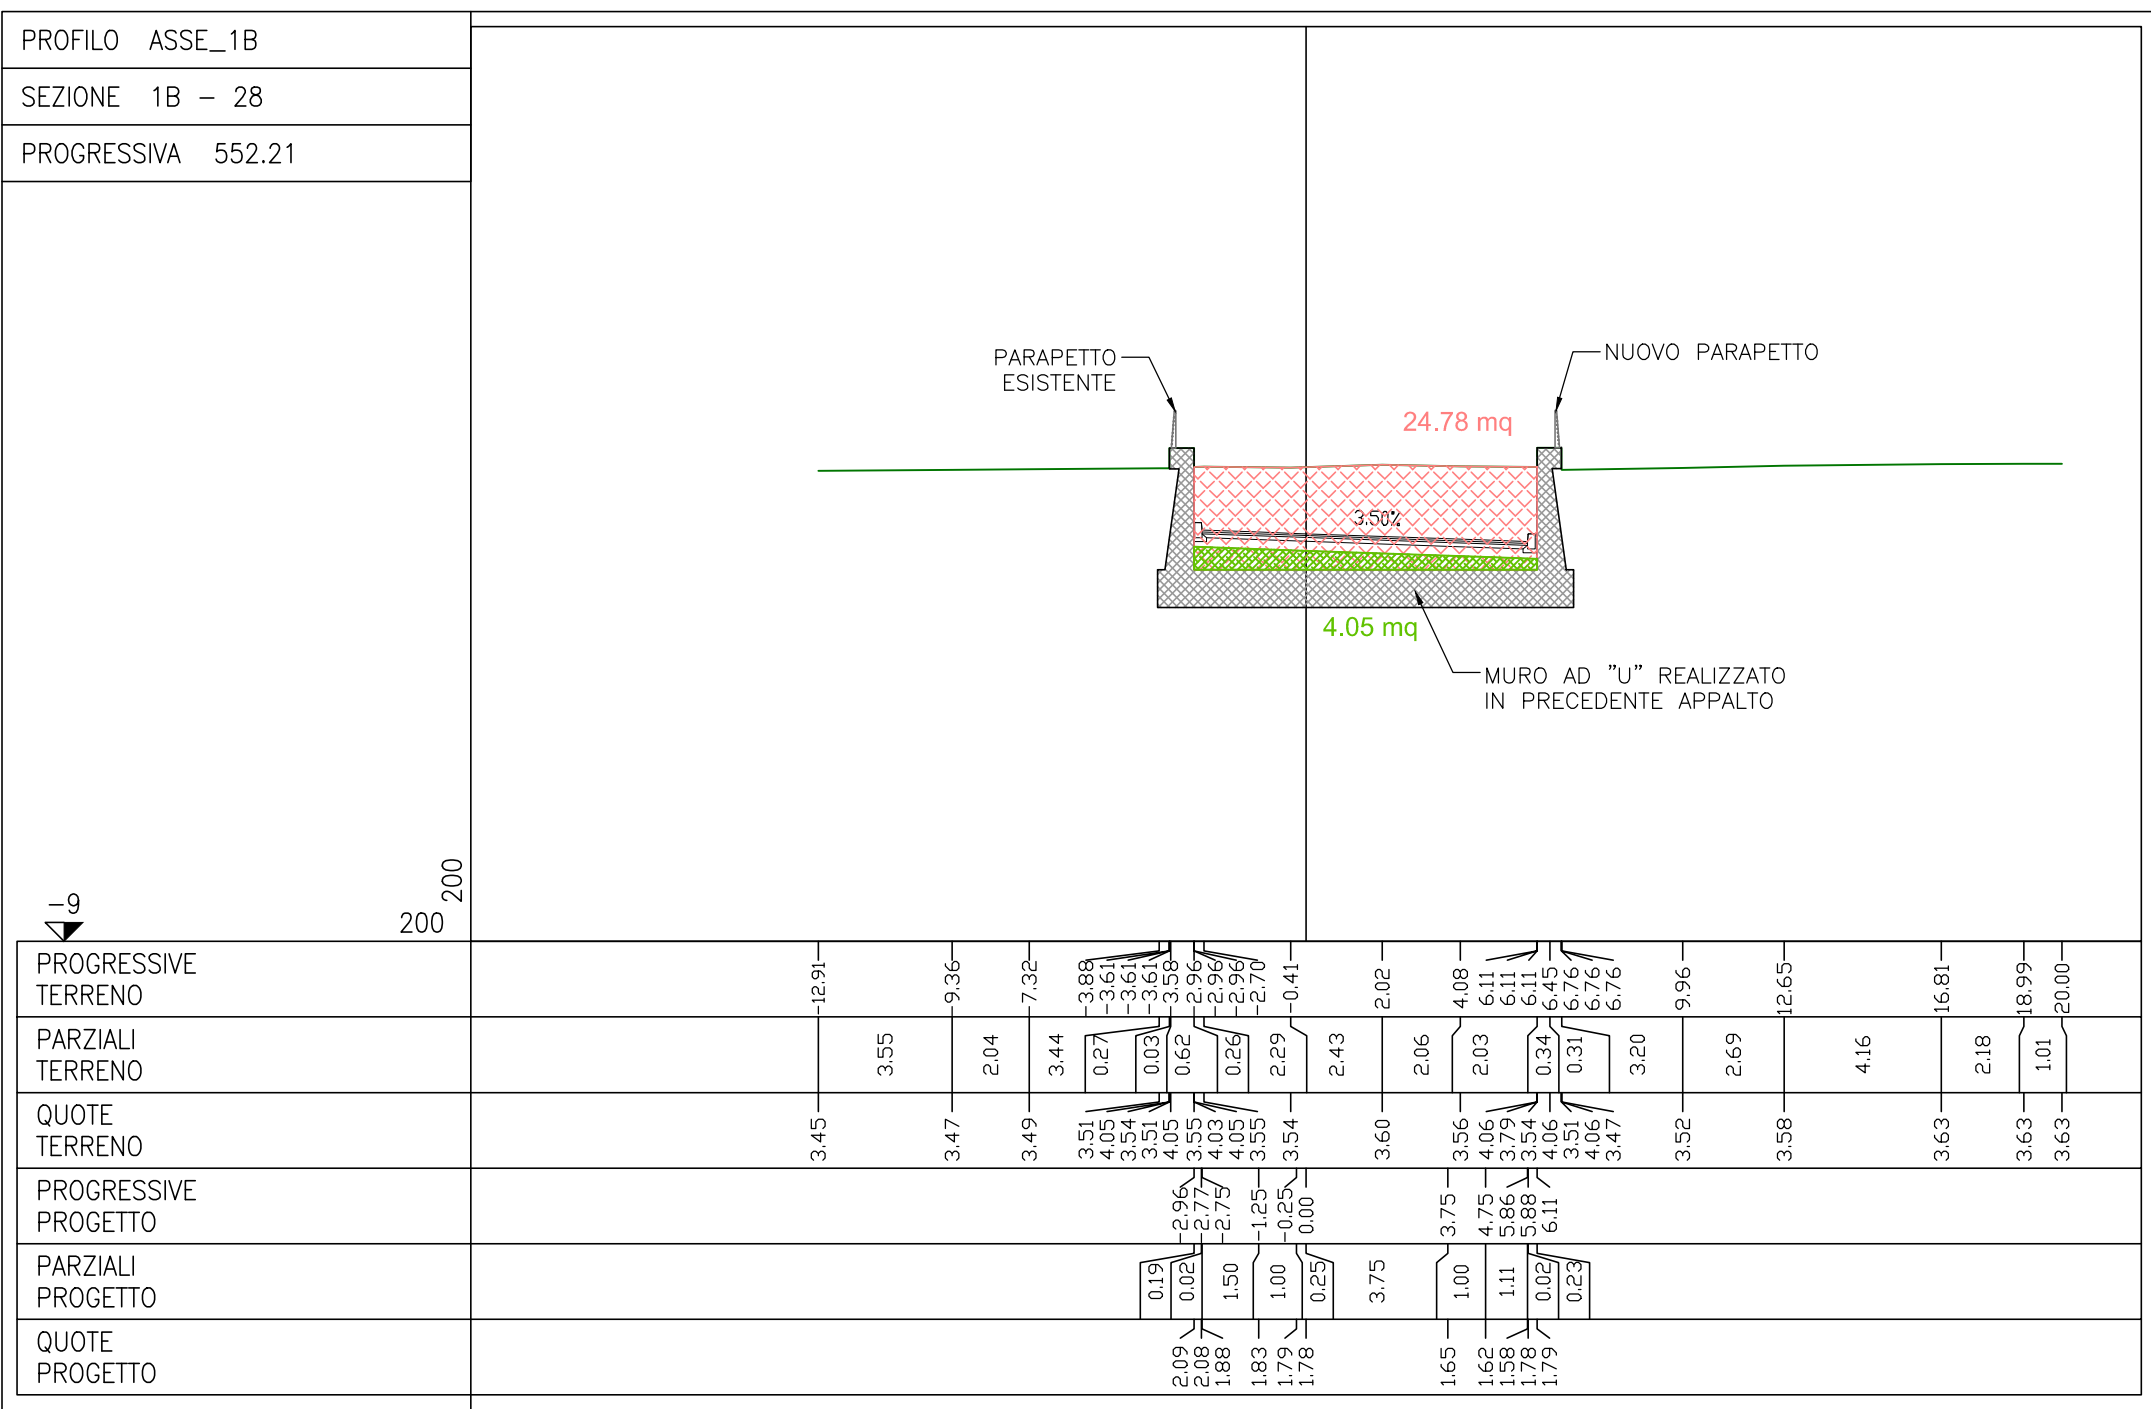 PROFILO ASSE_1B
SEZIONE 1B – 28
PROGRESSIVA 552.21
PARAPETTO
ESISTENTE
NUOVO PARAPETTO
24.78 mq
3.50%
4.05 mq
MURO AD "U" REALIZZATO
IN PRECEDENTE APPALTO
200
-9
200
PROGRESSIVE
TERRENO
-12.91 -9.36 -7.32 -3.88 -3.61 -3.61 -3.61 -3.58 -2.96 -2.96 -2.96 -2.70 -0.41 2.02 4.08 6.11 6.11 6.11 6.45 6.76 6.76 6.76 9.96 12.65 16.81 18.99 20.00
PARZIALI
TERRENO
3.55 2.04 3.44 0.27 0.03 0.62 0.26 2.29 2.43 2.06 2.03 0.34 0.31 3.20 2.69 4.16 2.18 1.01
QUOTE
TERRENO
3.45 3.47 3.49 3.51 4.05 3.54 3.51 4.05 3.55 4.03 4.05 3.55 3.54 3.60 3.56 4.06 3.79 3.54 4.06 3.51 4.06 3.47 3.52 3.58 3.63 3.63 3.63
PROGRESSIVE
PROGETTO
-2.96 -2.77 -2.75 -1.25 -0.25 0.00 3.75 4.75 5.86 5.88 6.11
PARZIALI
PROGETTO
0.19 0.02 1.50 1.00 0.25 3.75 1.00 1.11 0.02 0.23
QUOTE
PROGETTO
2.09 2.08 1.88 1.83 1.79 1.78 1.65 1.62 1.58 1.78 1.79